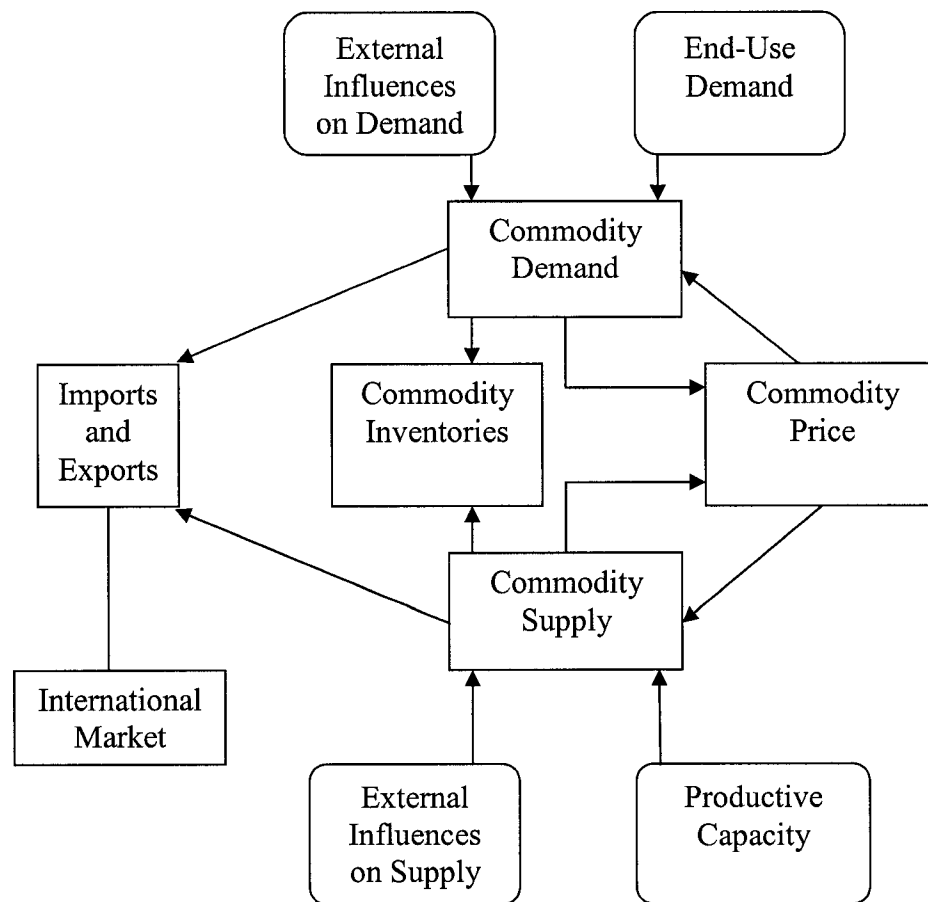 External
Influences
on Demand
End-Use
Demand
Commodity
Demand
Imports
and
Exports
Commodity
Inventories
Commodity
Price
Commodity
Supply
International
Market
External
Influences
on Supply
Productive
Capacity